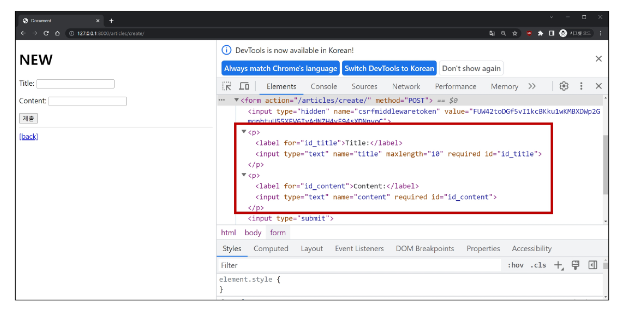 Document
127.0.0.1:8000/articles/create/
NEW
Title:
Content:
제출
[back]
DevTools is now available in Korean!
Always match Chrome's language
Switch DevTools to Korean
Don't show again
Elements Console Sources Network Performance Memory
<form action="/articles/create/" method="POST"> == $0
<input type="hidden" name="csrfmiddlewaretoken"
<p>
<label for="id_title">Title:</label>
<input type="text" name="title" maxlength="10" required id="id_title">
</p>
<p>
<label for="id_content">Content:</label>
<input type="text" name="content" required id="id_content">
</p>
<input type="submit">
html body form
Styles Computed Layout Event Listeners DOM Breakpoints Properties Accessibility
Filter :hov .cls
element.style {
}